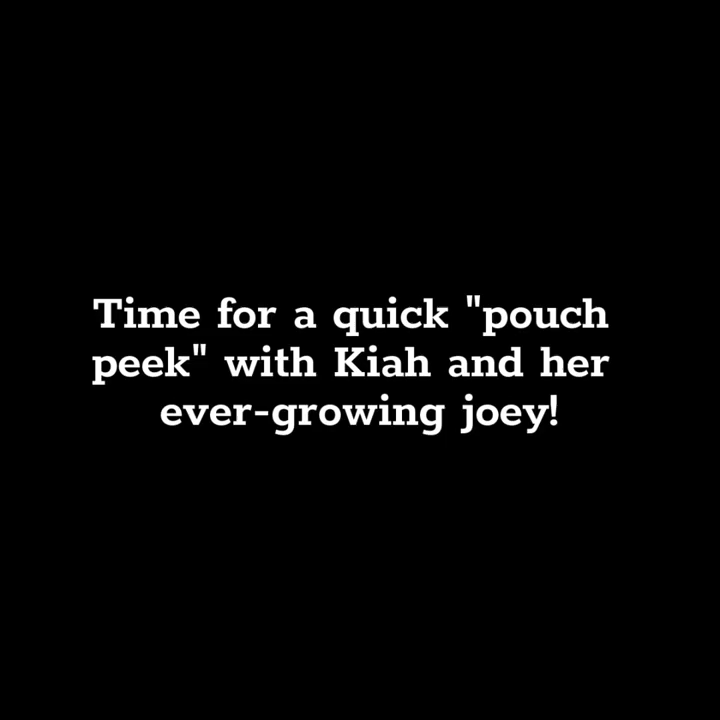 Time for a quick "pouch
peek" with Kiah and her
ever-growing joey!